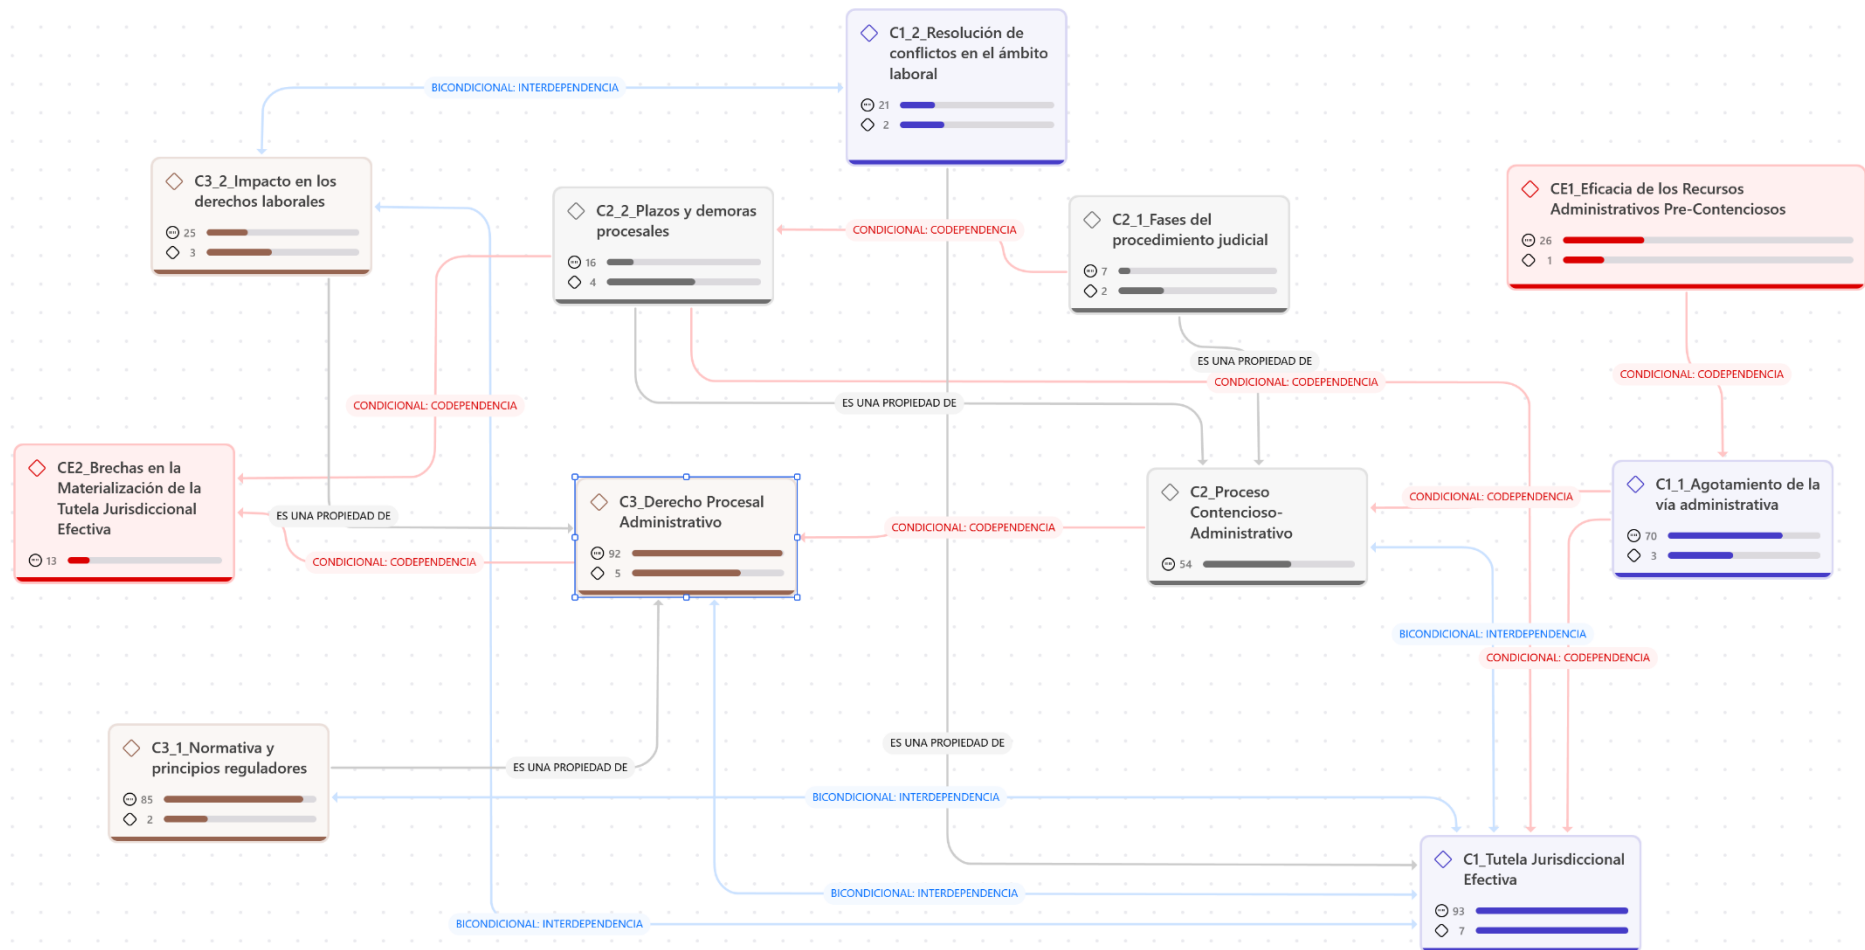 C1_2_Resolución de
conflictos en el ámbito
laboral
21
2
BICONDICIONAL: INTERDEPENDENCIA
C3_2_Impacto en los
derechos laborales
25
3
C2_2_Plazos y demoras
procesales
16
4
CONDICIONAL: CODEPENDENCIA
C2_1_Fases del
procedimiento judicial
7
2
CE1_Eficacia de los Recursos
Administrativos Pre-Contenciosos
26
1
ES UNA PROPIEDAD DE
CONDICIONAL: CODEPENDENCIA
CONDICIONAL: CODEPENDENCIA
CONDICIONAL: CODEPENDENCIA
ES UNA PROPIEDAD DE
CE2_Brechas en la
Materialización de la
Tutela Jurisdiccional
Efectiva
13
ES UNA PROPIEDAD DE
CONDICIONAL: CODEPENDENCIA
C3_Derecho Procesal
Administrativo
92
5
CONDICIONAL: CODEPENDENCIA
C2_Proceso
Contencioso-
Administrativo
54
CONDICIONAL: CODEPENDENCIA
C1_1_Agotamiento de la
vía administrativa
70
3
BICONDICIONAL: INTERDEPENDENCIA
CONDICIONAL: CODEPENDENCIA
C3_1_Normativa y
principios reguladores
85
2
ES UNA PROPIEDAD DE
ES UNA PROPIEDAD DE
BICONDICIONAL: INTERDEPENDENCIA
BICONDICIONAL: INTERDEPENDENCIA
BICONDICIONAL: INTERDEPENDENCIA
C1_Tutela Jurisdiccional
Efectiva
93
7